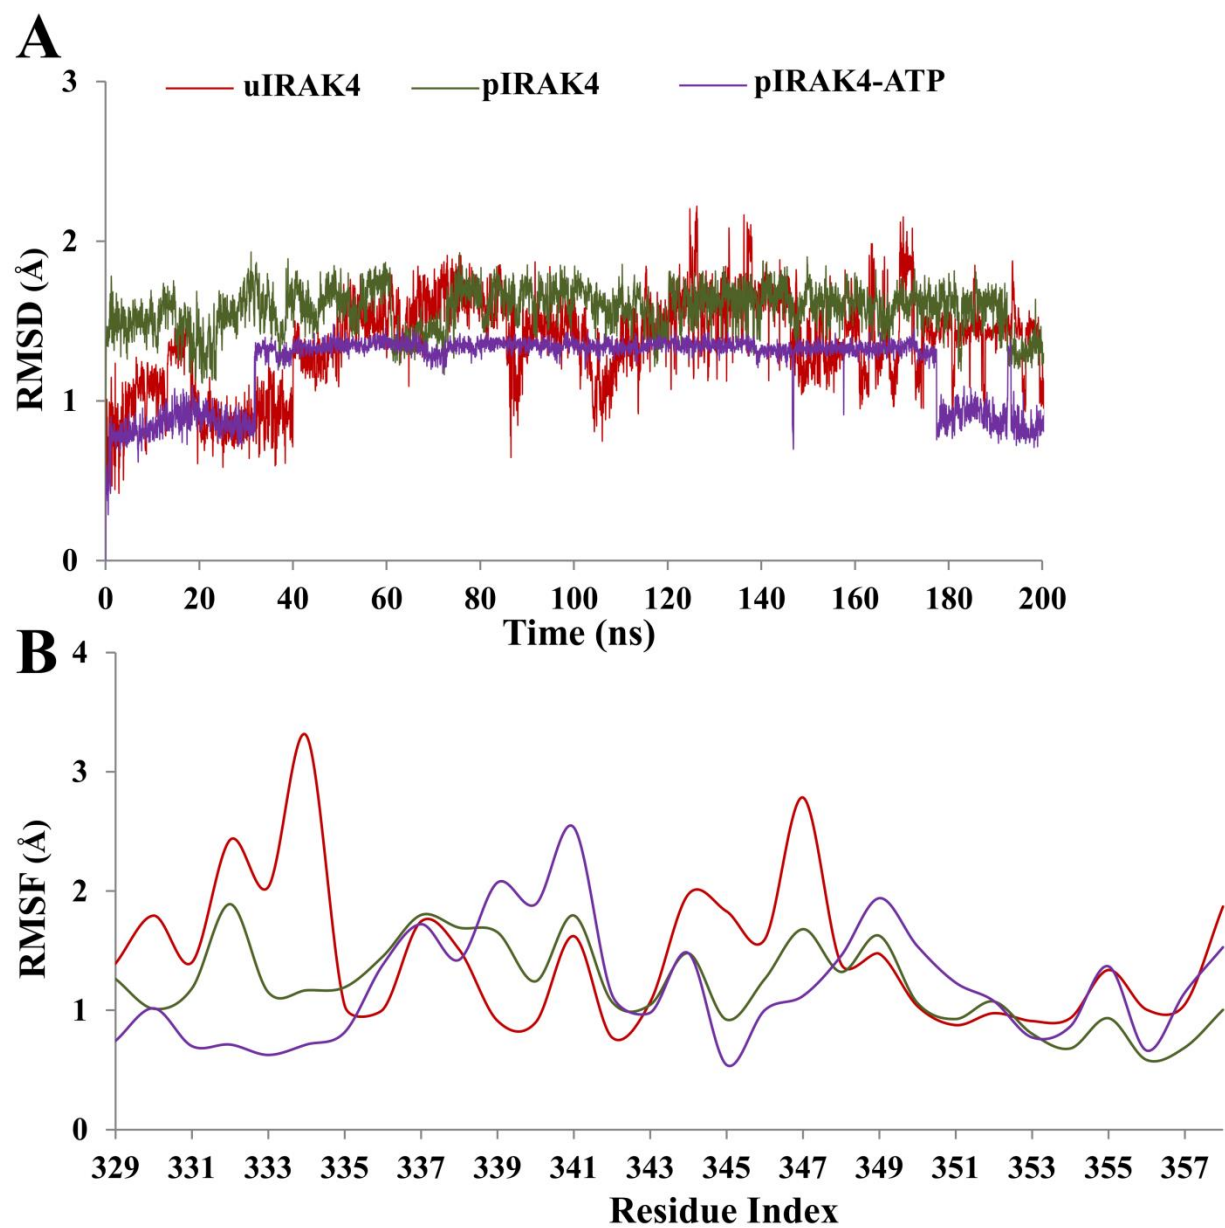 A
3
uIRAK4 pIRAK4 pIRAK4-ATP
2
1
0
RMSD (Å)
0 20 40 60 80 100 120 140 160 180 200
Time (ns)
B
4
3
2
1
0
RMSF (Å)
329 331 333 335 337 339 341 343 345 347 349 351 353 355 357
Residue Index